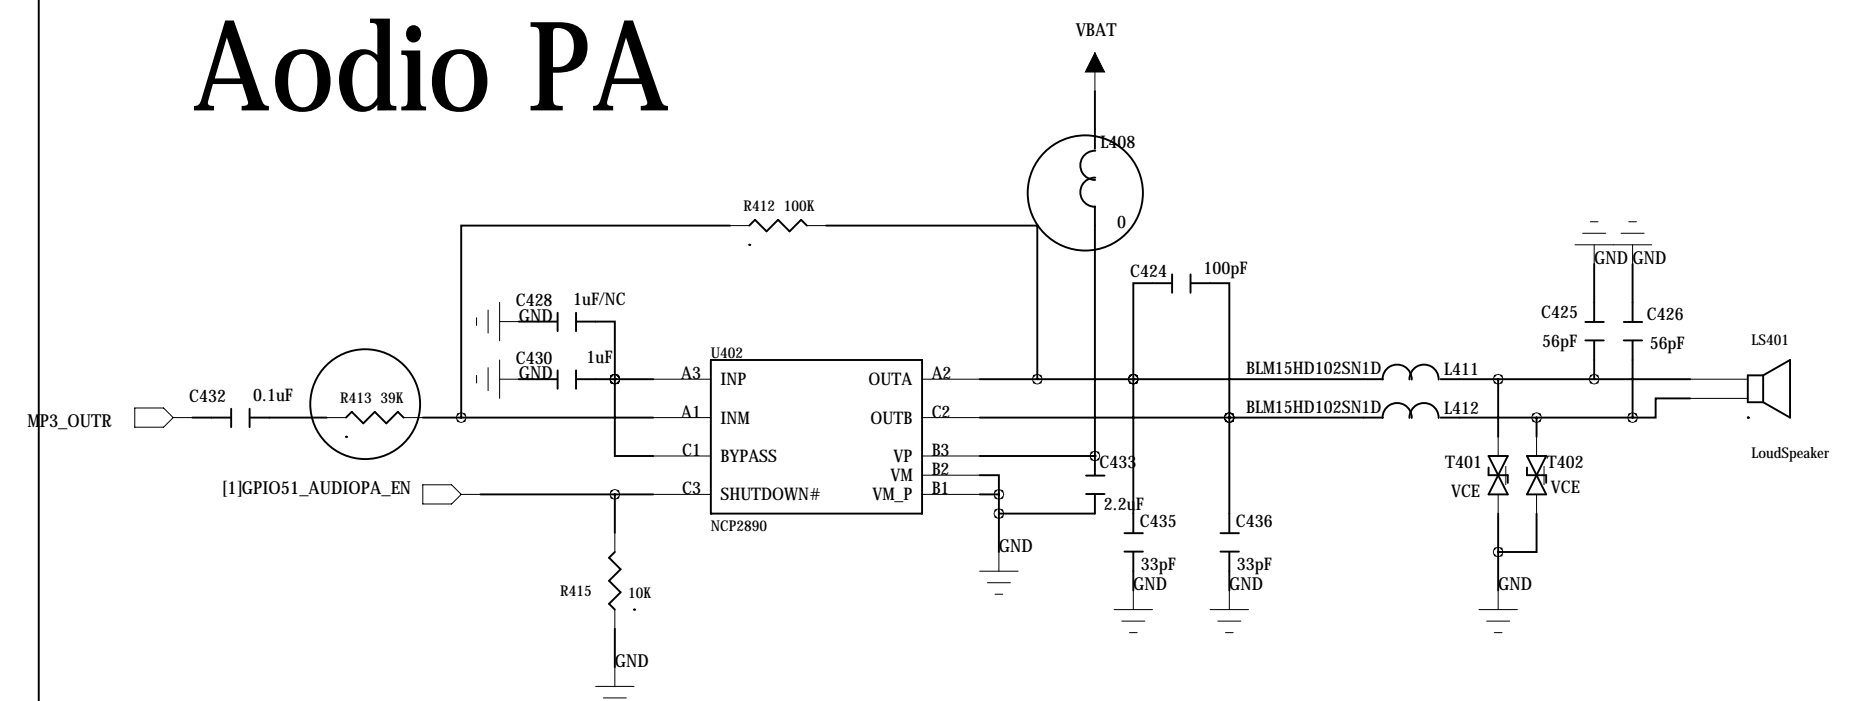 Aodio PA
VBAT
L408
0
R412 100K
C424 100pF
GND GND
C428 1uF/NC
GND
C425
56pF
C426
56pF
LS401
C430 1uF
GND
U402
A3 INP
OUTA A2
BLM15HD102SN1D L411
C432 0.1uF
R413 39K
MP3_OUTR
A1 INM
OUTB C2
BLM15HD102SN1D L412
C1 BYPASS
VP B3
VM B2
C433
2.2uF
T401
VCE
T402
VCE
LoudSpeaker
[1]GPIO51_AUDIOPA_EN
C3 SHUTDOWN#
VM_P B1
NCP2890
C435
33pF
GND
C436
33pF
GND
GND
GND
R415 10K
GND